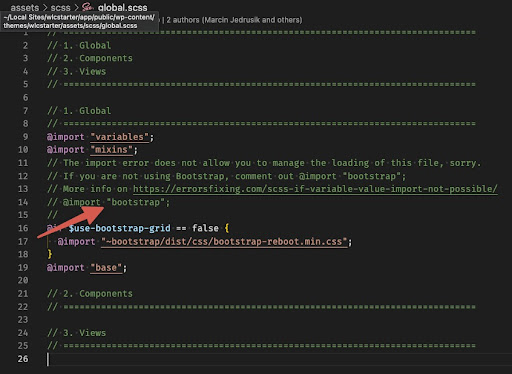 assets > scss > global.scss
~/Local Sites/wicstarter/app/public/wp-content/
themes/wicstarter/assets/scss/global.scss
| 2 authors (Marcin Jedrusik and others)
1 // ==========================================================================
2 // 1. Global
3 // 2. Components
4 // 3. Views
5 // ==========================================================================
6
7 // 1. Global
8 // ==========================================================================
9 @import "variables";
10 @import "mixins";
11 // The import error does not allow you to manage the loading of this file, sorry.
12 // If you are not using Bootstrap, comment out @import "bootstrap";
13 // More info on https://errorsfixing.com/scss-if-variable-value-import-not-possible/
14 // @import "bootstrap";
//
16 $use-bootstrap-grid == false {
17 @import "~bootstrap/dist/css/bootstrap-reboot.min.css";
18 }
19 @import "base";
20
21 // 2. Components
22 // ==========================================================================
23
24 // 3. Views
25 // ==========================================================================
26